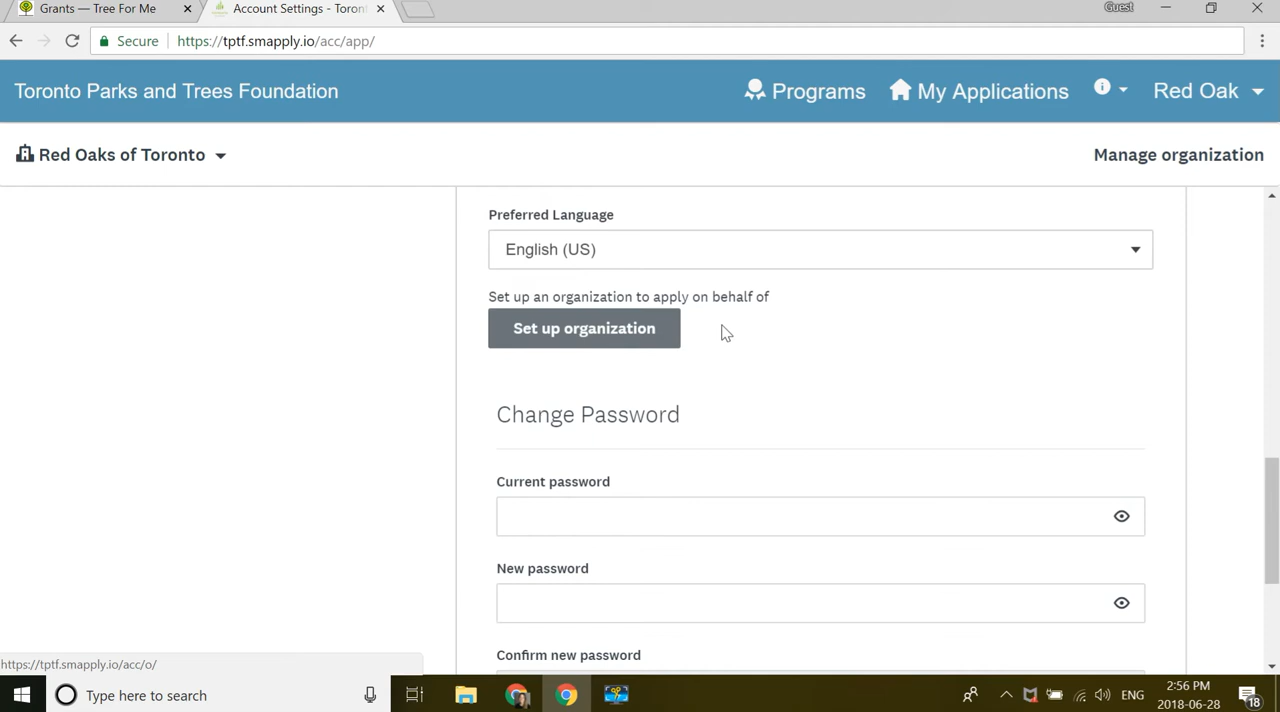 Grants — Tree For Me
Account Settings - Toron
Guest
Secure https://tptf.smapply.io/acc/app/
Toronto Parks and Trees Foundation
Programs
My Applications
Red Oak
Red Oaks of Toronto
Manage organization
Preferred Language
English (US)
Set up an organization to apply on behalf of
Set up organization
Change Password
Current password
New password
Confirm new password
https://tptf.smapply.io/acc/o/
Type here to search
ENG
2:56 PM
2018-06-28
18